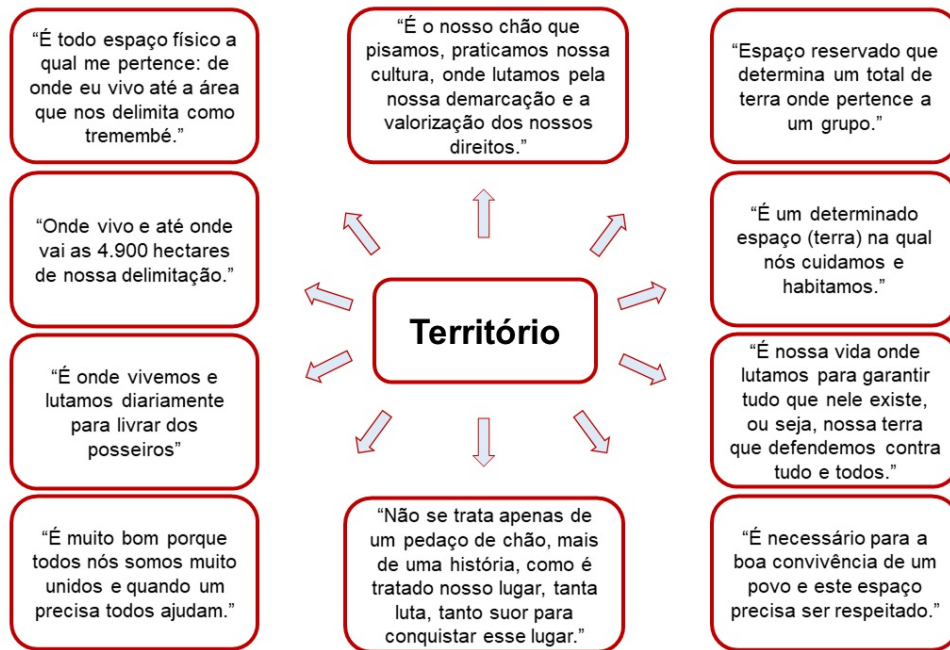 “É todo espaço físico a
qual me pertence: de
onde eu vivo até a área
que nos delimita como
tremembé.”
“É o nosso chão que
pisamos, praticamos nossa
cultura, onde lutamos pela
nossa demarcação e a
valorização dos nossos
direitos.”
“Espaço reservado que
determina um total de
terra onde pertence a
um grupo.”
“Onde vivo e até onde
vai as 4.900 hectares
de nossa delimitação.”
“É um determinado
espaço (terra) na qual
nós cuidamos e
habitamos.”
Território
“É onde vivemos e
lutamos diariamente
para livrar dos
posseiros”
“É nossa vida onde
lutamos para garantir
tudo que nele existe,
ou seja, nossa terra
que defendemos contra
tudo e todos.”
“É muito bom porque
todos nós somos muito
unidos e quando um
precisa todos ajudam.”
“Não se trata apenas de
um pedaço de chão, mais
de uma história, como é
tratado nosso lugar, tanta
luta, tanto suor para
conquistar esse lugar.”
“É necessário para a
boa convivência de um
povo e este espaço
precisa ser respeitado.”